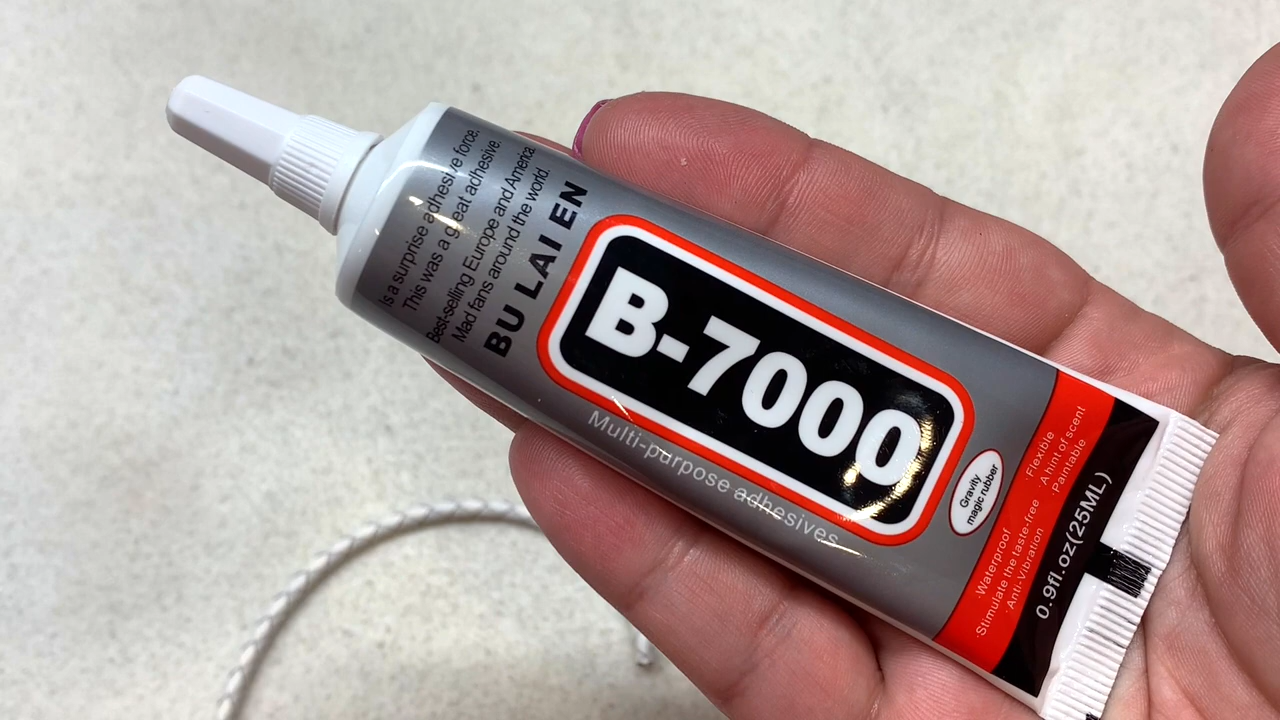 Is a surprise adhesive force.
This was a great adhesive.
Best-selling Europe and America.
Mad fans around the world.
BU LAI EN
B-7000
Multi-purpose adhesives
Gravity
magic rubber
·Waterproof ·Flexible
·Stimulate the taste-free ·A hint of scent
·Anti-Vibration ·Paintable
0.9fl.oz(25ML)